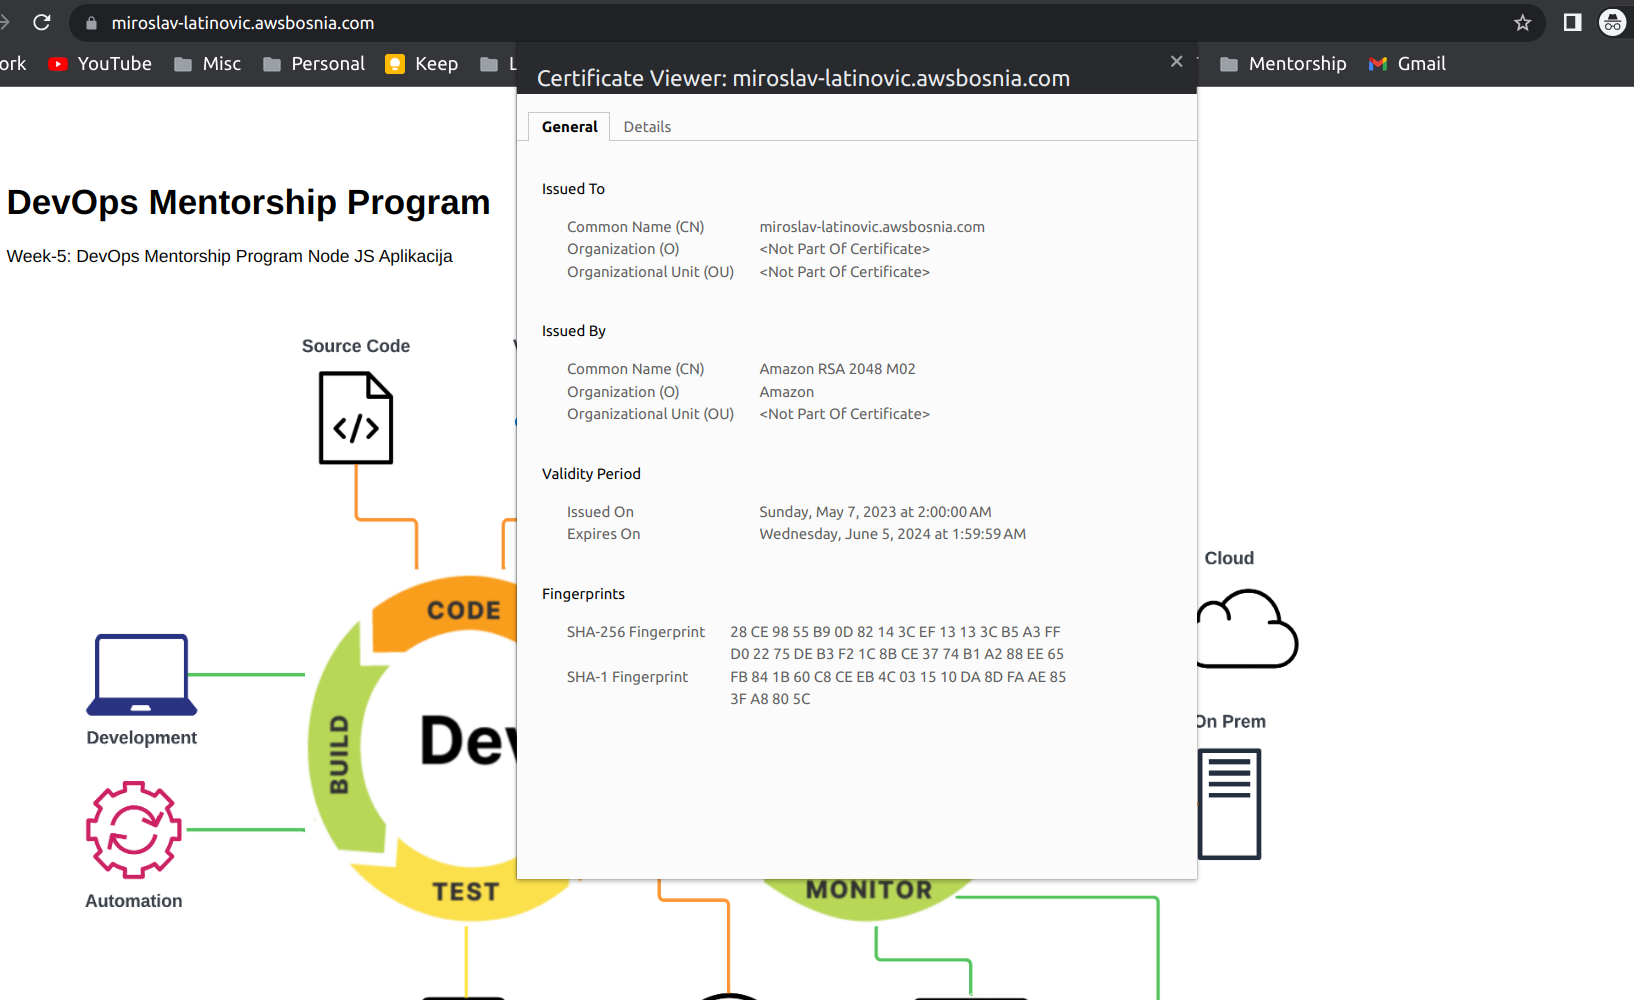 miroslav-latinovic.awsbosnia.com
ork YouTube Misc Personal Keep L Mentorship Gmail
Certificate Viewer: miroslav-latinovic.awsbosnia.com
General Details
DevOps Mentorship Program
Week-5: DevOps Mentorship Program Node JS Aplikacija
Issued To
Common Name (CN) miroslav-latinovic.awsbosnia.com
Organization (O) <Not Part Of Certificate>
Organizational Unit (OU) <Not Part Of Certificate>
Issued By
Common Name (CN) Amazon RSA 2048 M02
Organization (O) Amazon
Organizational Unit (OU) <Not Part Of Certificate>
Validity Period
Issued On Sunday, May 7, 2023 at 2:00:00 AM
Expires On Wednesday, June 5, 2024 at 1:59:59 AM
Fingerprints
SHA-256 Fingerprint 28 CE 98 55 B9 0D 82 14 3C EF 13 13 3C B5 A3 FF
D0 22 75 DE B3 F2 1C 8B CE 37 74 B1 A2 88 EE 65
SHA-1 Fingerprint FB 84 1B 60 C8 CE EB 4C 03 15 10 DA 8D FA AE 85
3F A8 80 5C
Source Code
</>
CODE
BUILD
Dev
TEST
MONITOR
Development
Automation
Cloud
On Prem